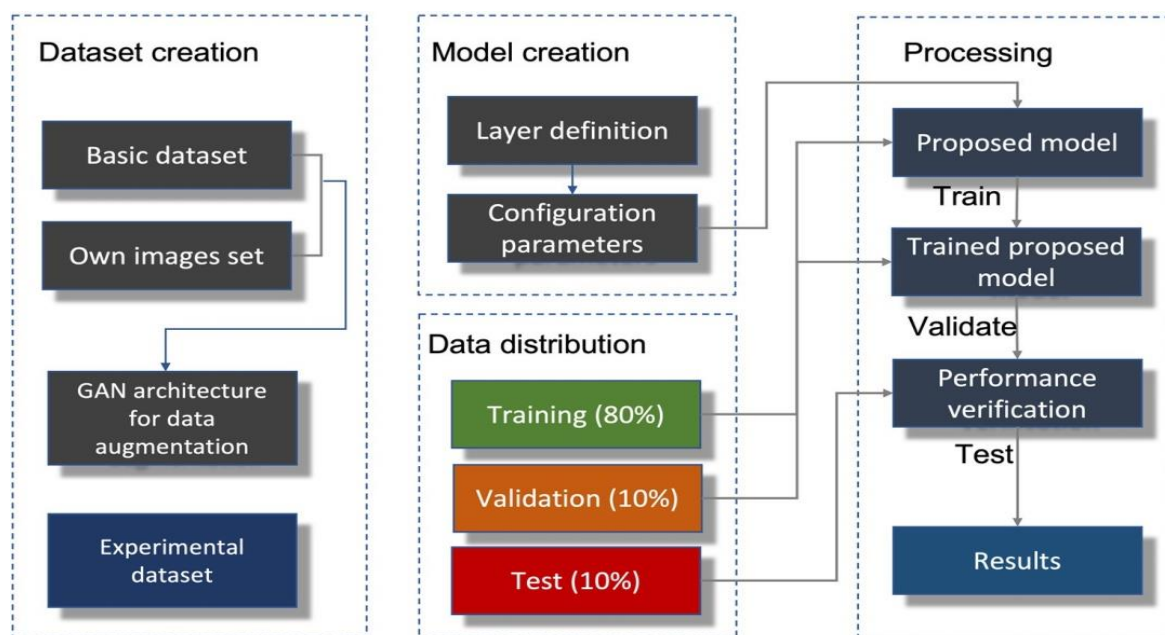 Dataset creation
Basic dataset
Own images set
GAN architecture
for data
augmentation
Experimental
dataset
Model creation
Layer definition
Configuration
parameters
Data distribution
Training (80%)
Validation (10%)
Test (10%)
Processing
Proposed model
Train
Trained proposed
model
Validate
Performance
verification
Test
Results